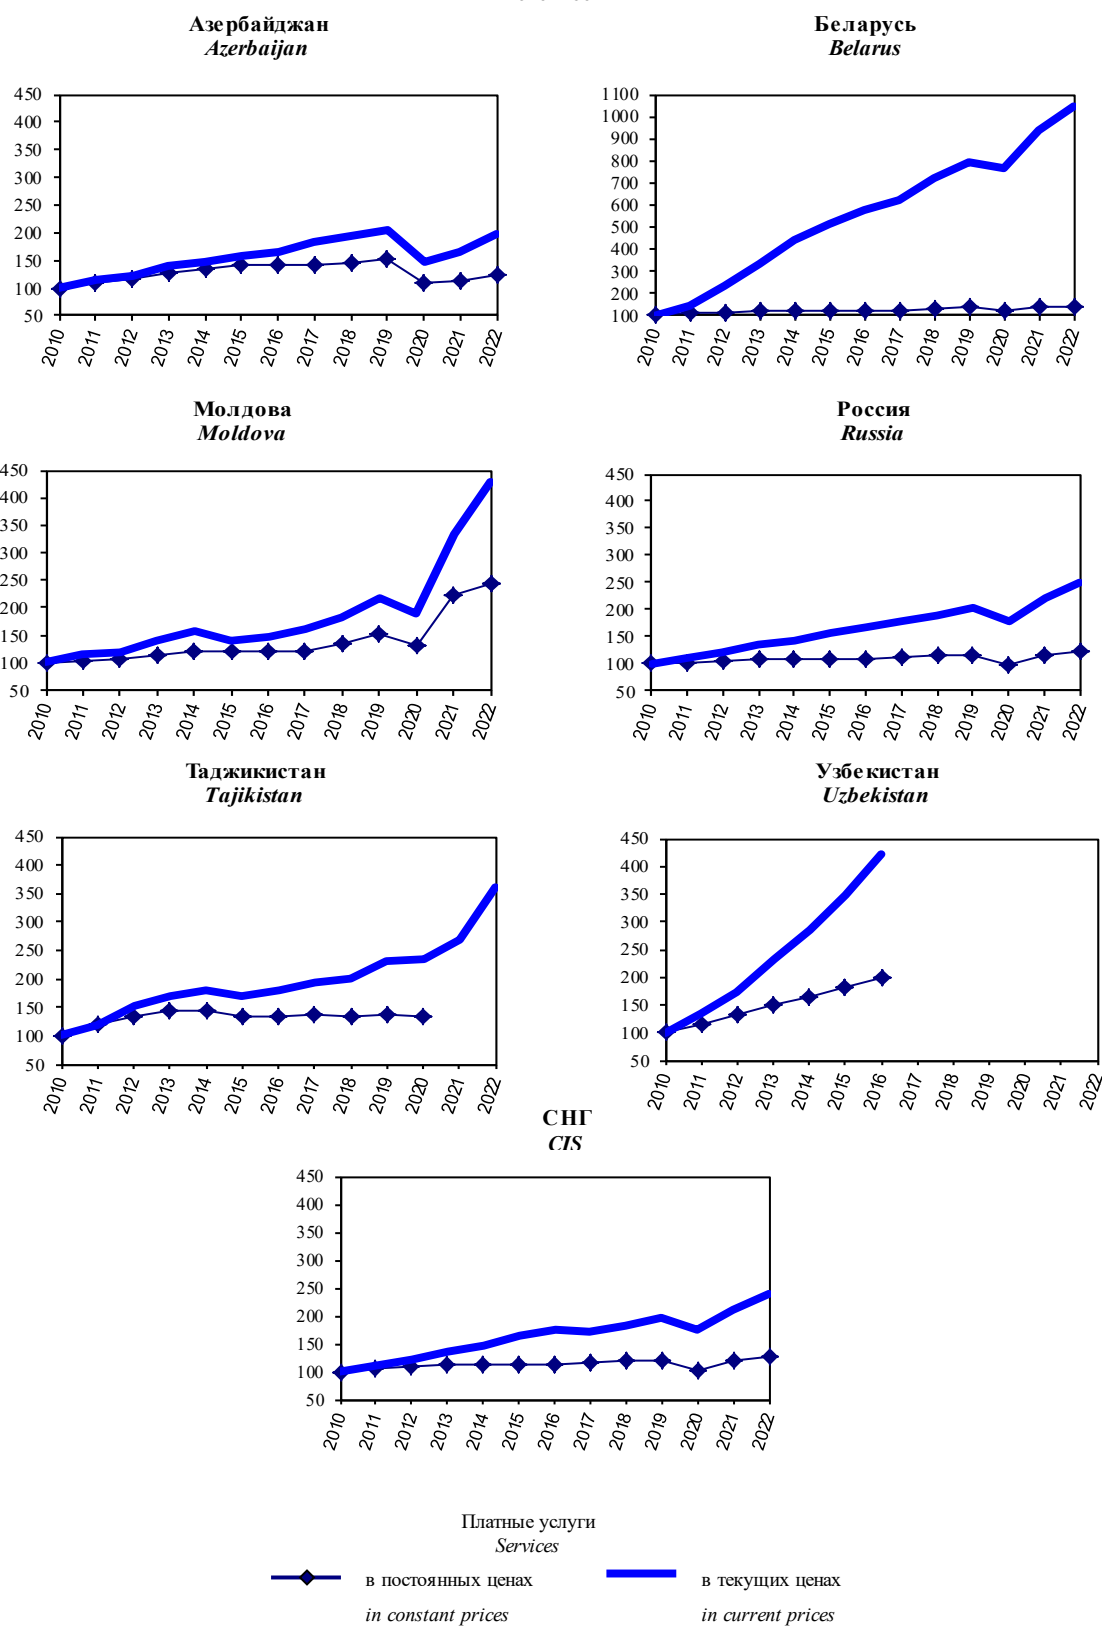 Азербайджан
Azerbaijan
450
400
350
300
250
200
150
100
50
2010 2011 2012 2013 2014 2015 2016 2017 2018 2019 2020 2021 2022
Беларусь
Belarus
1100
1000
900
800
700
600
500
400
300
200
100
2010 2011 2012 2013 2014 2015 2016 2017 2018 2019 2020 2021 2022
Молдова
Moldova
450
400
350
300
250
200
150
100
50
2010 2011 2012 2013 2014 2015 2016 2017 2018 2019 2020 2021 2022
Россия
Russia
450
400
350
300
250
200
150
100
50
2010 2011 2012 2013 2014 2015 2016 2017 2018 2019 2020 2021 2022
Таджикистан
Tajikistan
450
400
350
300
250
200
150
100
50
2010 2011 2012 2013 2014 2015 2016 2017 2018 2019 2020 2021 2022
Узбекистан
Uzbekistan
450
400
350
300
250
200
150
100
50
2010 2011 2012 2013 2014 2015 2016 2017 2018 2019 2020 2021 2022
СНГ
CIS
450
400
350
300
250
200
150
100
50
2010 2011 2012 2013 2014 2015 2016 2017 2018 2019 2020 2021 2022
Платные услуги
Services
в постоянных ценах
in constant prices
в текущих ценах
in current prices